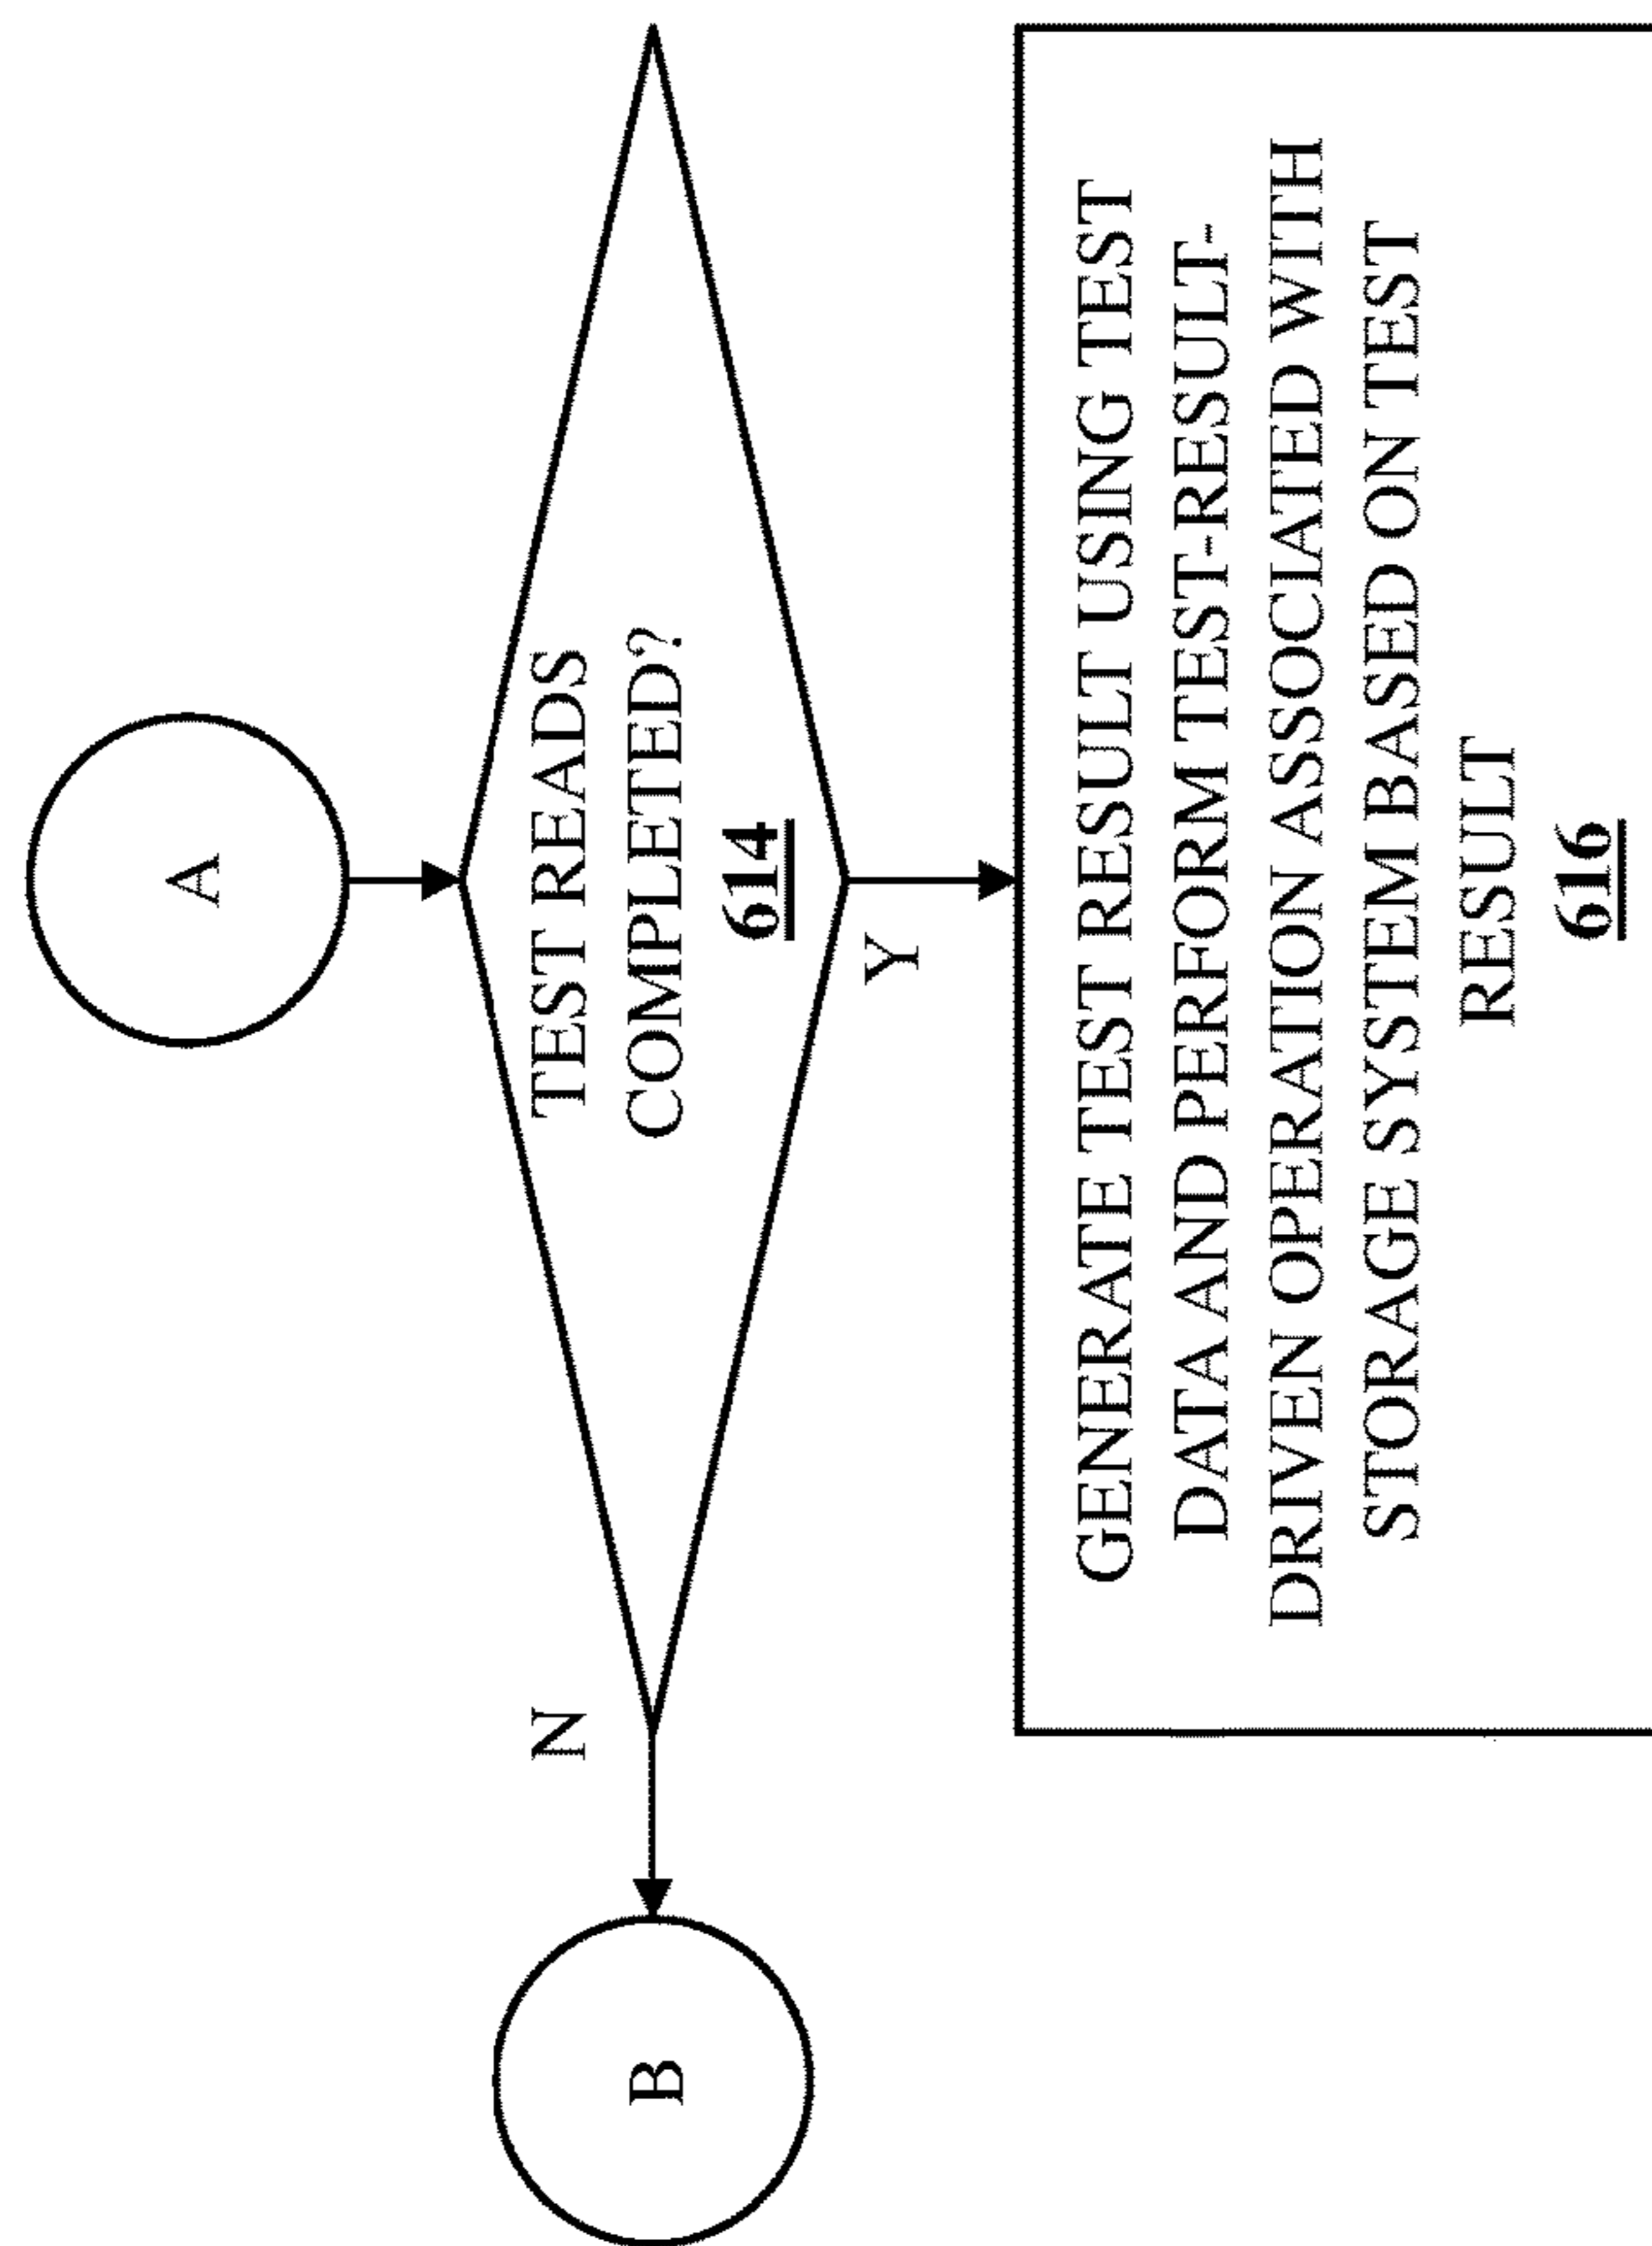 A
TEST READS
COMPLETED?
614
N
B
Y
GENERATE TEST RESULT USING TEST
DATA AND PERFORM TEST-RESULT-
DRIVEN OPERATION ASSOCIATED WITH
STORAGE SYSTEM BASED ON TEST
RESULT
616